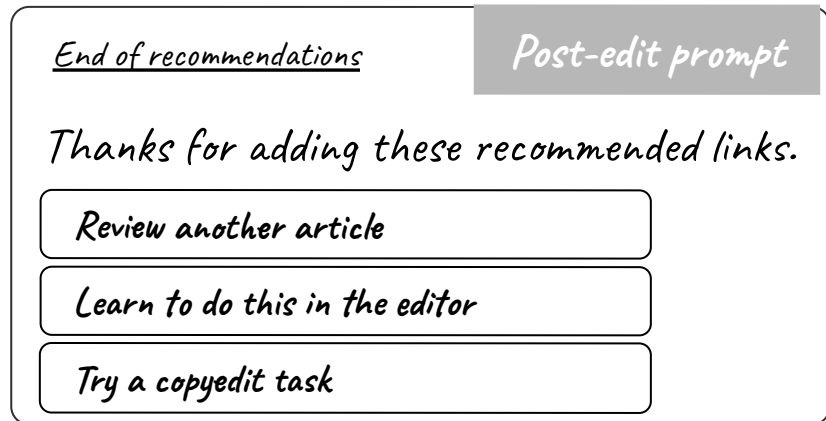 End of recommendations
Post-edit prompt
Thanks for adding these recommended links.
Review another article
Learn to do this in the editor
Try a copyedit task